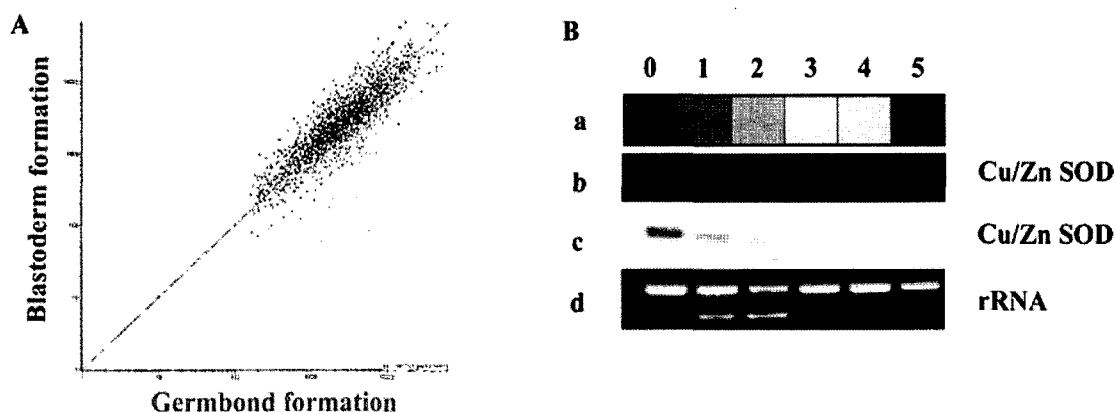 A
Blastoderm formation
Germbond formation
B
0 1 2 3 4 5
a
b Cu/Zn SOD
c Cu/Zn SOD
d rRNA